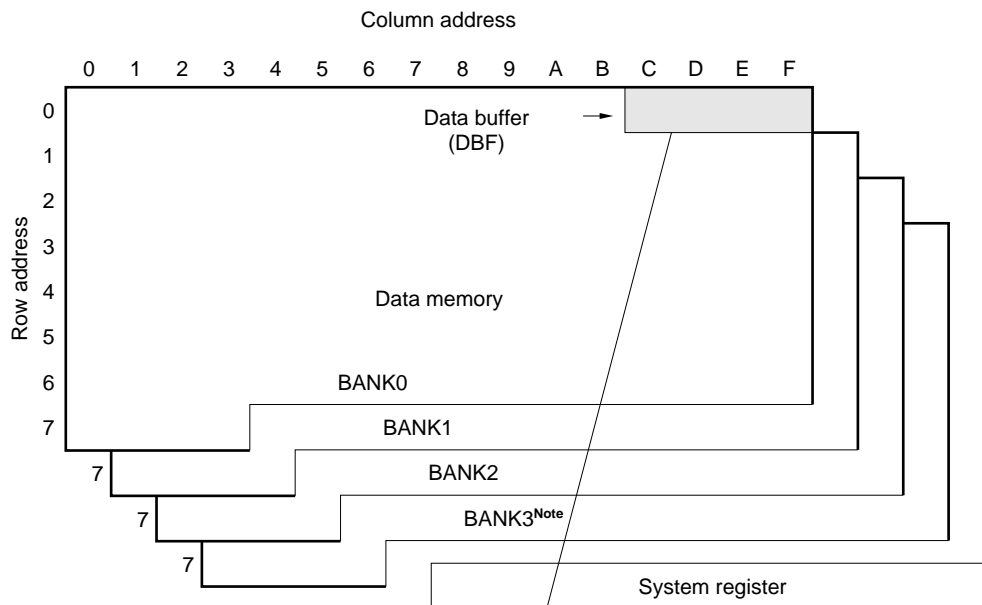 Column address
0 1 2 3 4 5 6 7 8 9 A B C D E F
Row address
0
1
2
3
4
5
6
7
Data buffer
(DBF)
Data memory
BANK0
BANK1
7
BANK2
7
BANK3Note
7
System register